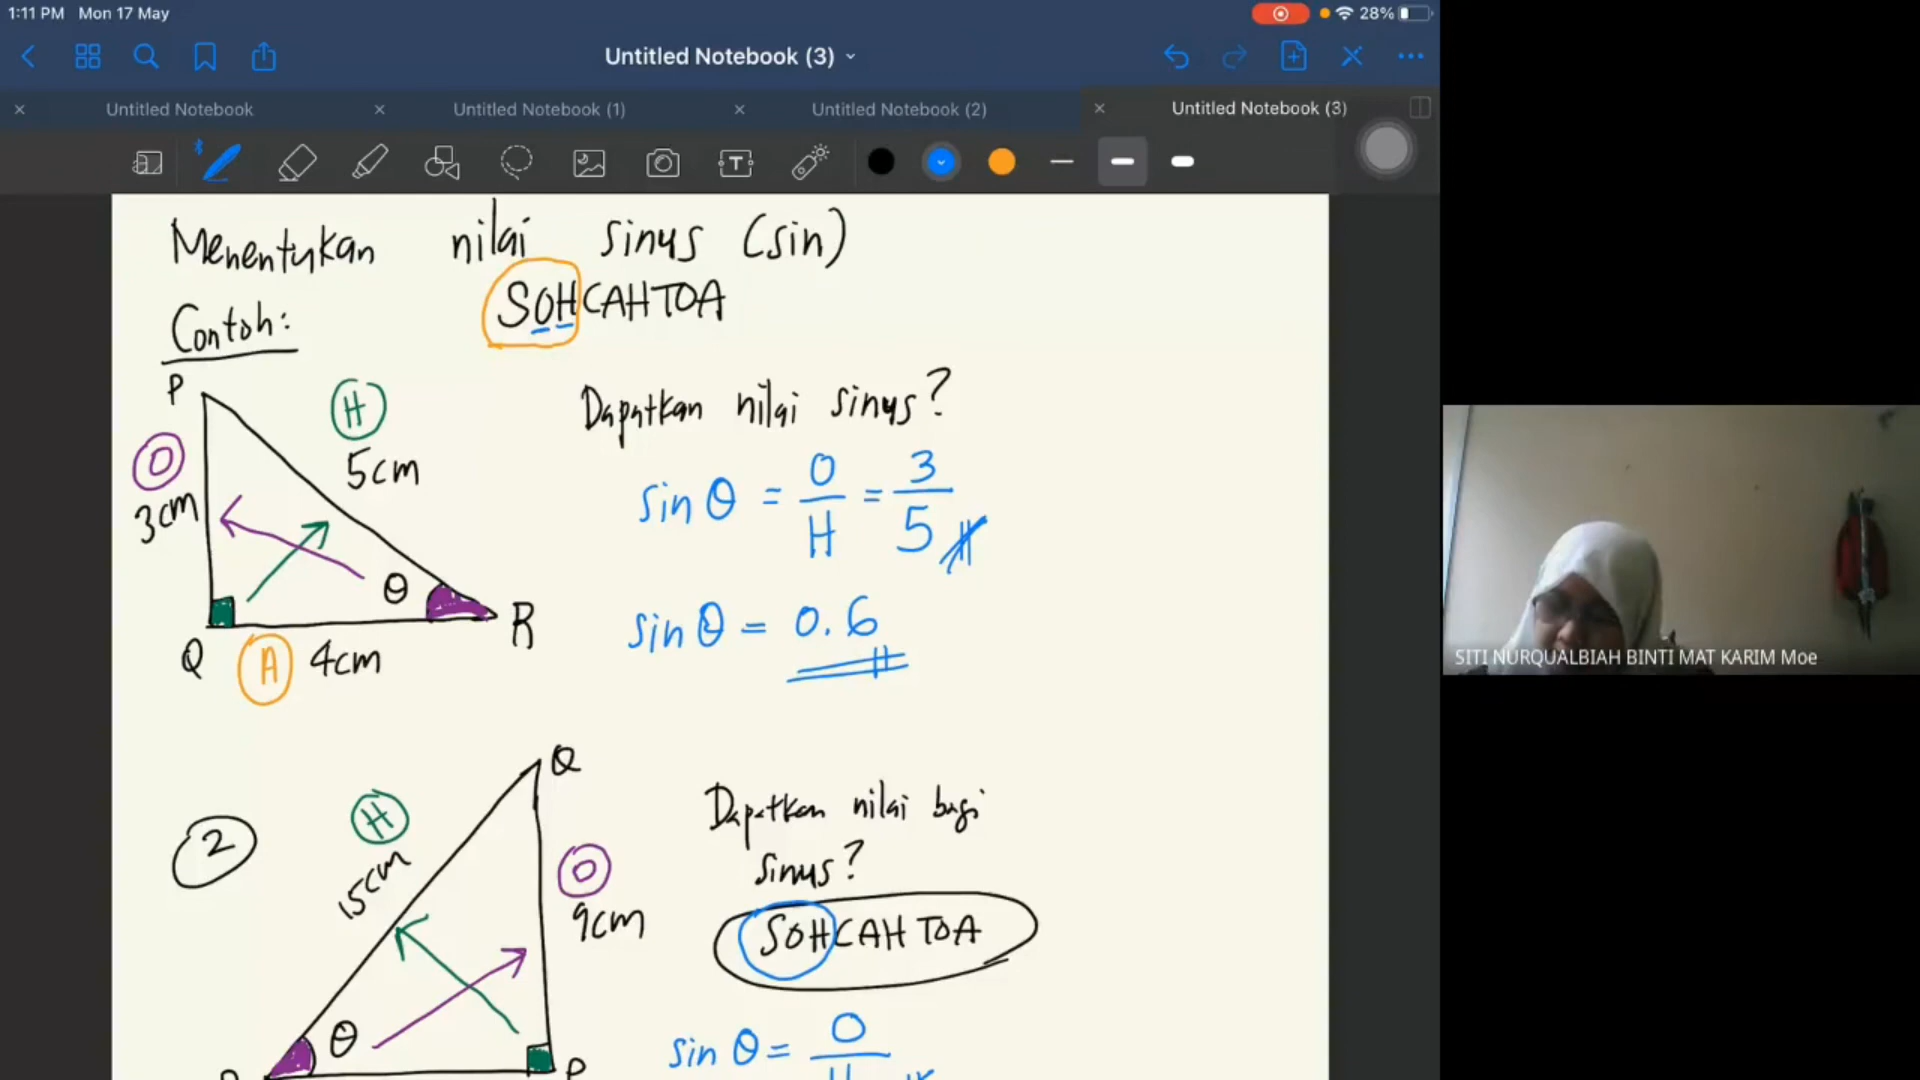 1:11 PM Mon 17 May
28%
Untitled Notebook (3)
Untitled Notebook
Untitled Notebook (1)
Untitled Notebook (2)
Untitled Notebook (3)
Menentukan nilai sinus (sin)
SOHCAHTOA
Contoh:
P
H
5cm
O
3cm
θ
Q
A
4cm
R
Dapatkan nilai sinus?
sin θ = O/H = 3/5
sin θ = 0.6
2
Q
H
15cm
O
9cm
θ
Dapatkan nilai bagi
sinus?
SOHCAH TOA
sin θ = O
SITI NURQUALBIAH BINTI MAT KARIM Moe